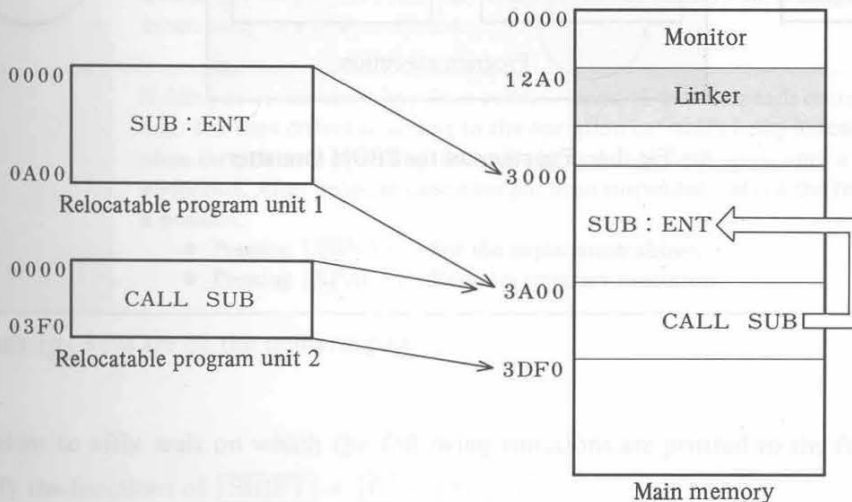 0000
Monitor
12A0
Linker
3000
SUB : ENT
3A00
CALL SUB
3DF0
Main memory
0000
SUB : ENT
0A00
Relocatable program unit 1
0000
CALL SUB
03F0
Relocatable program unit 2